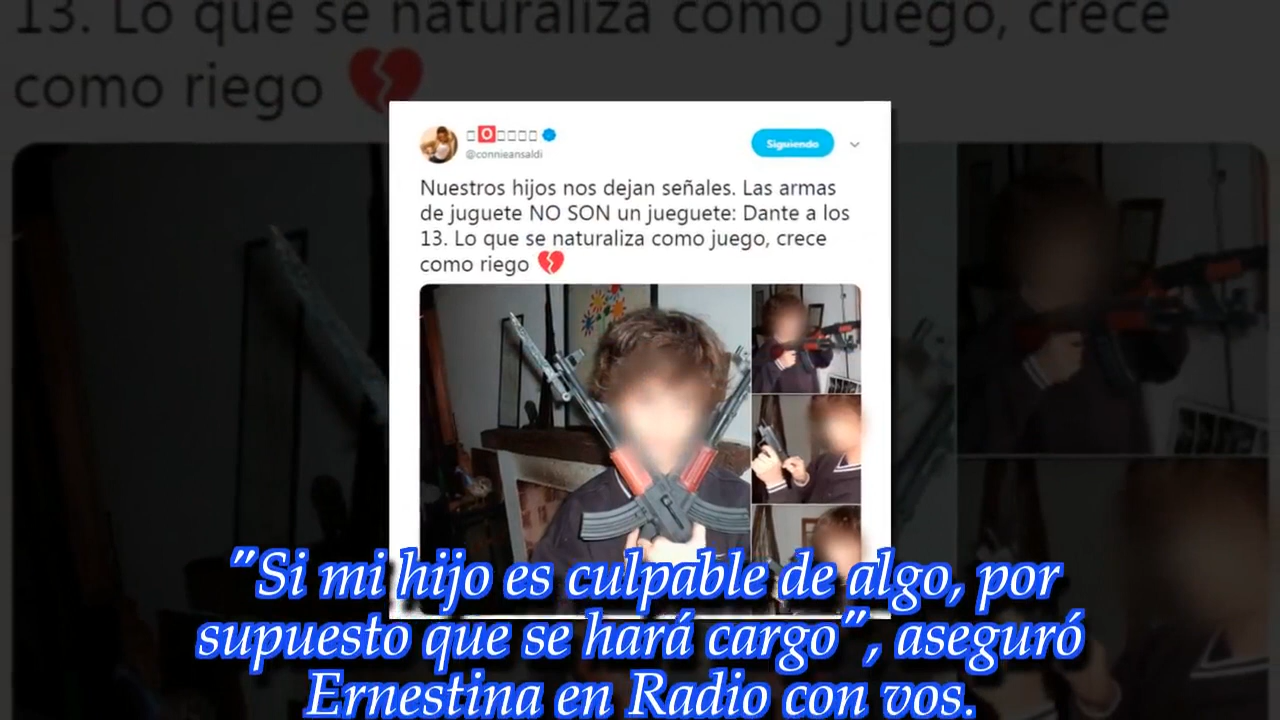 13. Lo que se naturaliza como juego, crece
como riego
@connieansaldi
Siguiendo
Nuestros hijos nos dejan señales. Las armas
de juguete NO SON un jueguete: Dante a los
13. Lo que se naturaliza como juego, crece
como riego
"Si mi hijo es culpable de algo, por
supuesto que se hará cargo", aseguró
Ernestina en Radio con vos.